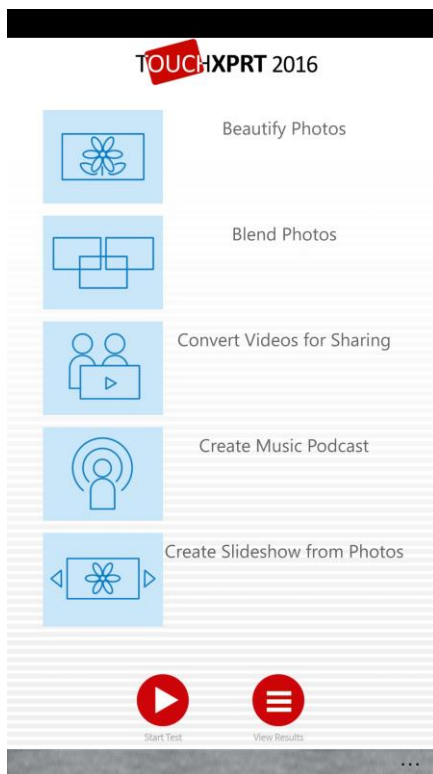 TOUCHXPRT 2016
Beautify Photos
Blend Photos
Convert Videos for Sharing
Create Music Podcast
Create Slideshow from Photos
Start Test
View Results